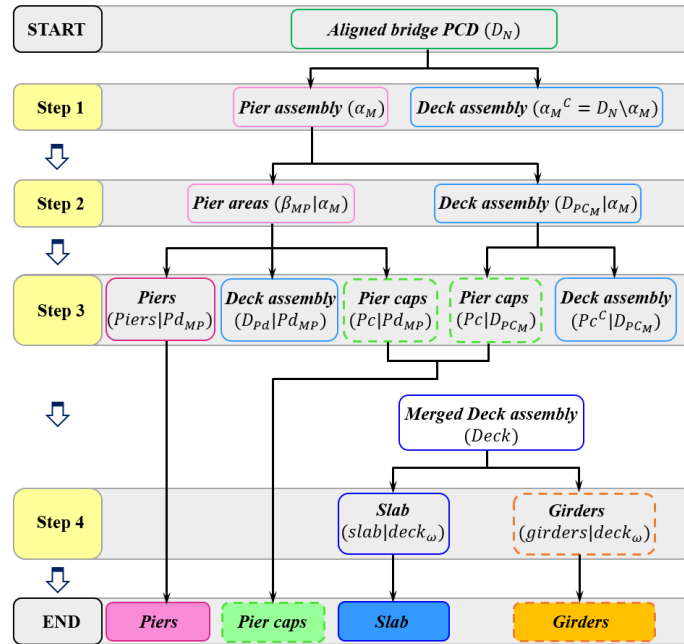 START
Aligned bridge PCD (D_N)
Step 1
Pier assembly (α_M)
Deck assembly (α_M^C = D_N\α_M)
Step 2
Pier areas (β_MP|α_M)
Deck assembly (D_PC_M|α_M)
Step 3
Piers
(Piers|Pd_MP)
Deck assembly
(D_Pd|Pd_MP)
Pier caps
(Pc|Pd_MP)
Pier caps
(Pc|D_PC_M)
Deck assembly
(Pc^C|D_PC_M)
Merged Deck assembly
(Deck)
Step 4
Slab
(slab|deck_ω)
Girders
(girders|deck_ω)
END
Piers
Pier caps
Slab
Girders